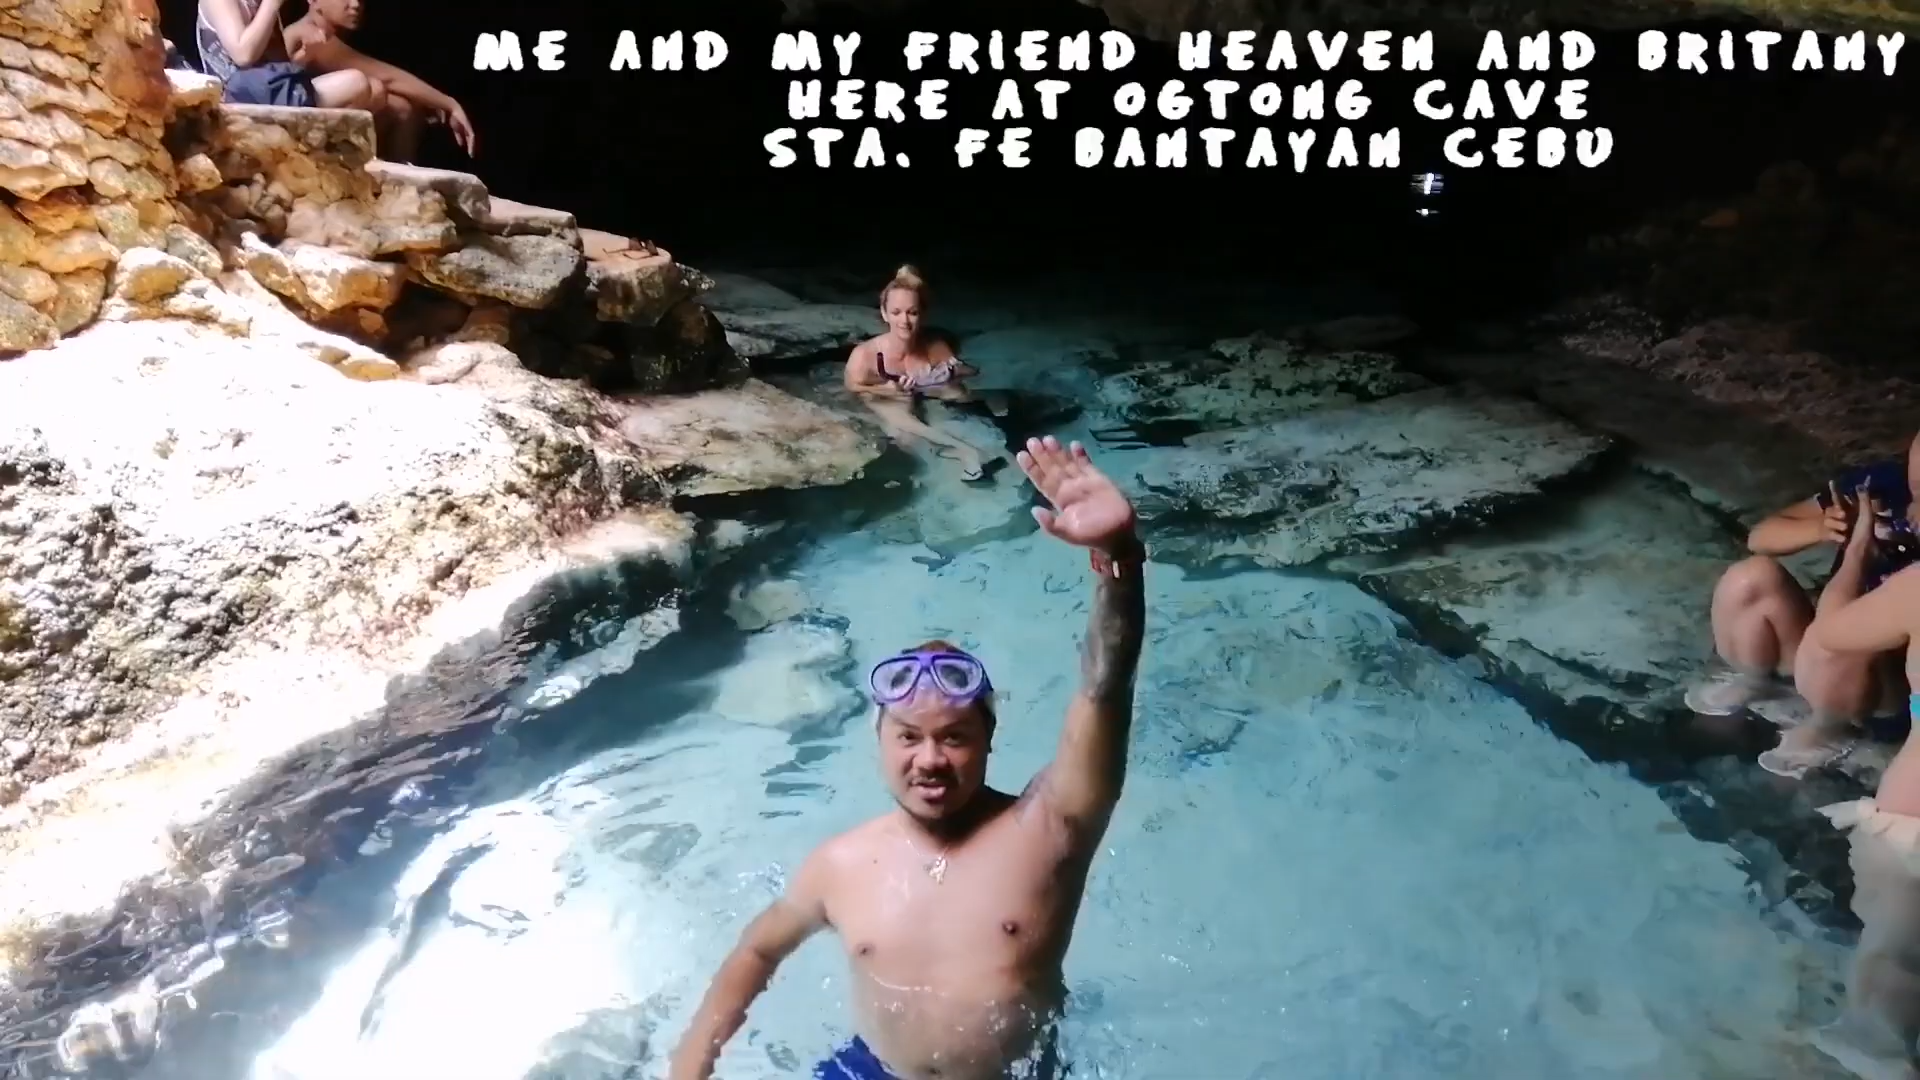 ME AND MY FRIEND HEAVEN AND BRITANY
HERE AT OGTONG CAVE
STA. FE BANTAYAN CEBU